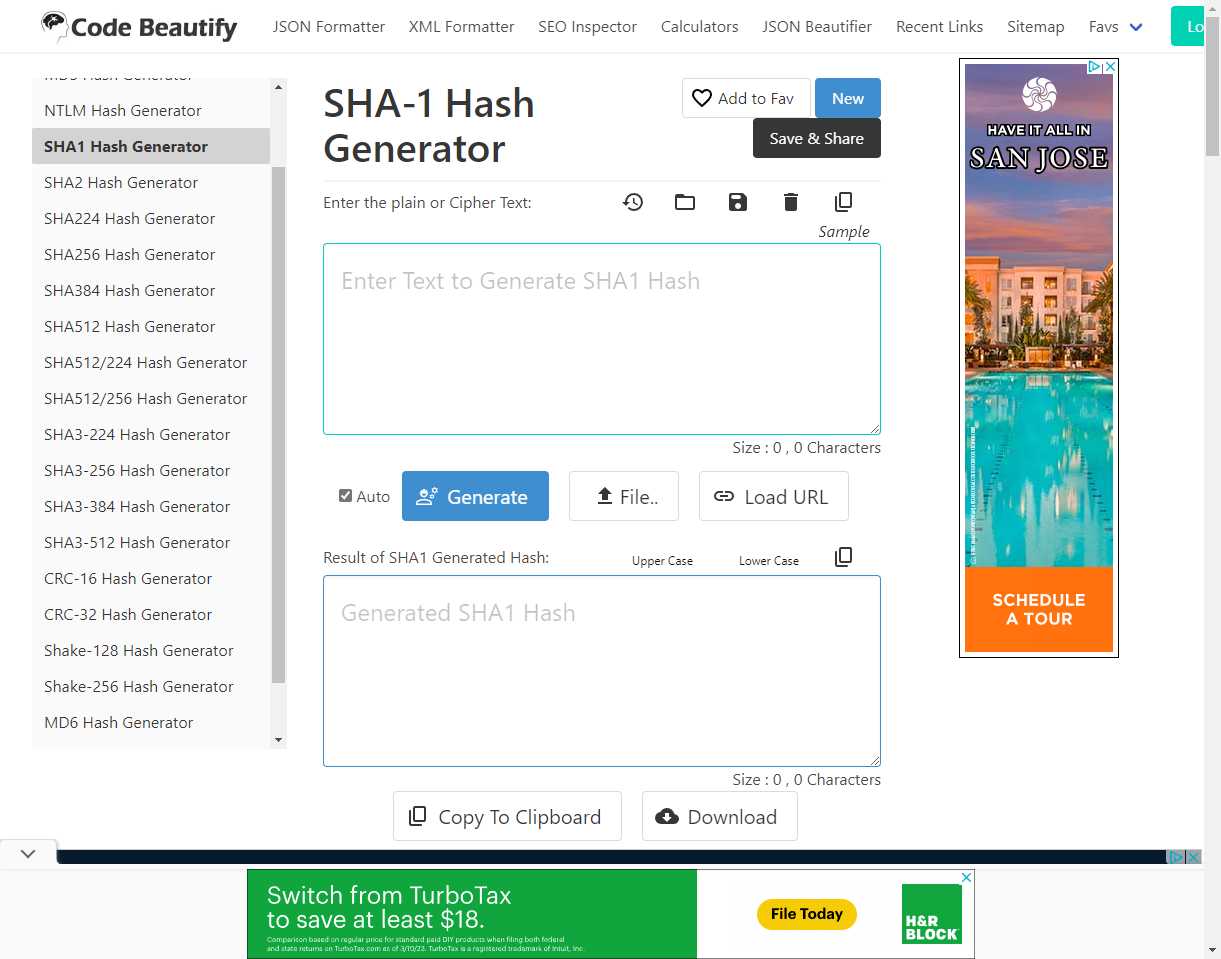 Code Beautify
JSON Formatter XML Formatter SEO Inspector Calculators JSON Beautifier Recent Links Sitemap Favs Lo
NTLM Hash Generator
SHA1 Hash Generator
SHA2 Hash Generator
SHA224 Hash Generator
SHA256 Hash Generator
SHA384 Hash Generator
SHA512 Hash Generator
SHA512/224 Hash Generator
SHA512/256 Hash Generator
SHA3-224 Hash Generator
SHA3-256 Hash Generator
SHA3-384 Hash Generator
SHA3-512 Hash Generator
CRC-16 Hash Generator
CRC-32 Hash Generator
Shake-128 Hash Generator
Shake-256 Hash Generator
MD6 Hash Generator
SHA-1 Hash
Generator
Add to Fav New
Save & Share
Enter the plain or Cipher Text:
Sample
Enter Text to Generate SHA1 Hash
Size : 0 , 0 Characters
Auto Generate File.. Load URL
Result of SHA1 Generated Hash: Upper Case Lower Case
Generated SHA1 Hash
Size : 0 , 0 Characters
Copy To Clipboard Download
HAVE IT ALL IN
SAN JOSE
SCHEDULE
A TOUR
Switch from TurboTax
to save at least $18.
Comparison based on regular price for standard paid DIY products when filing both federal
and state returns on TurboTax.com as of 3/10/23. TurboTax is a registered trademark of Intuit, Inc.
File Today
H&R
BLOCK